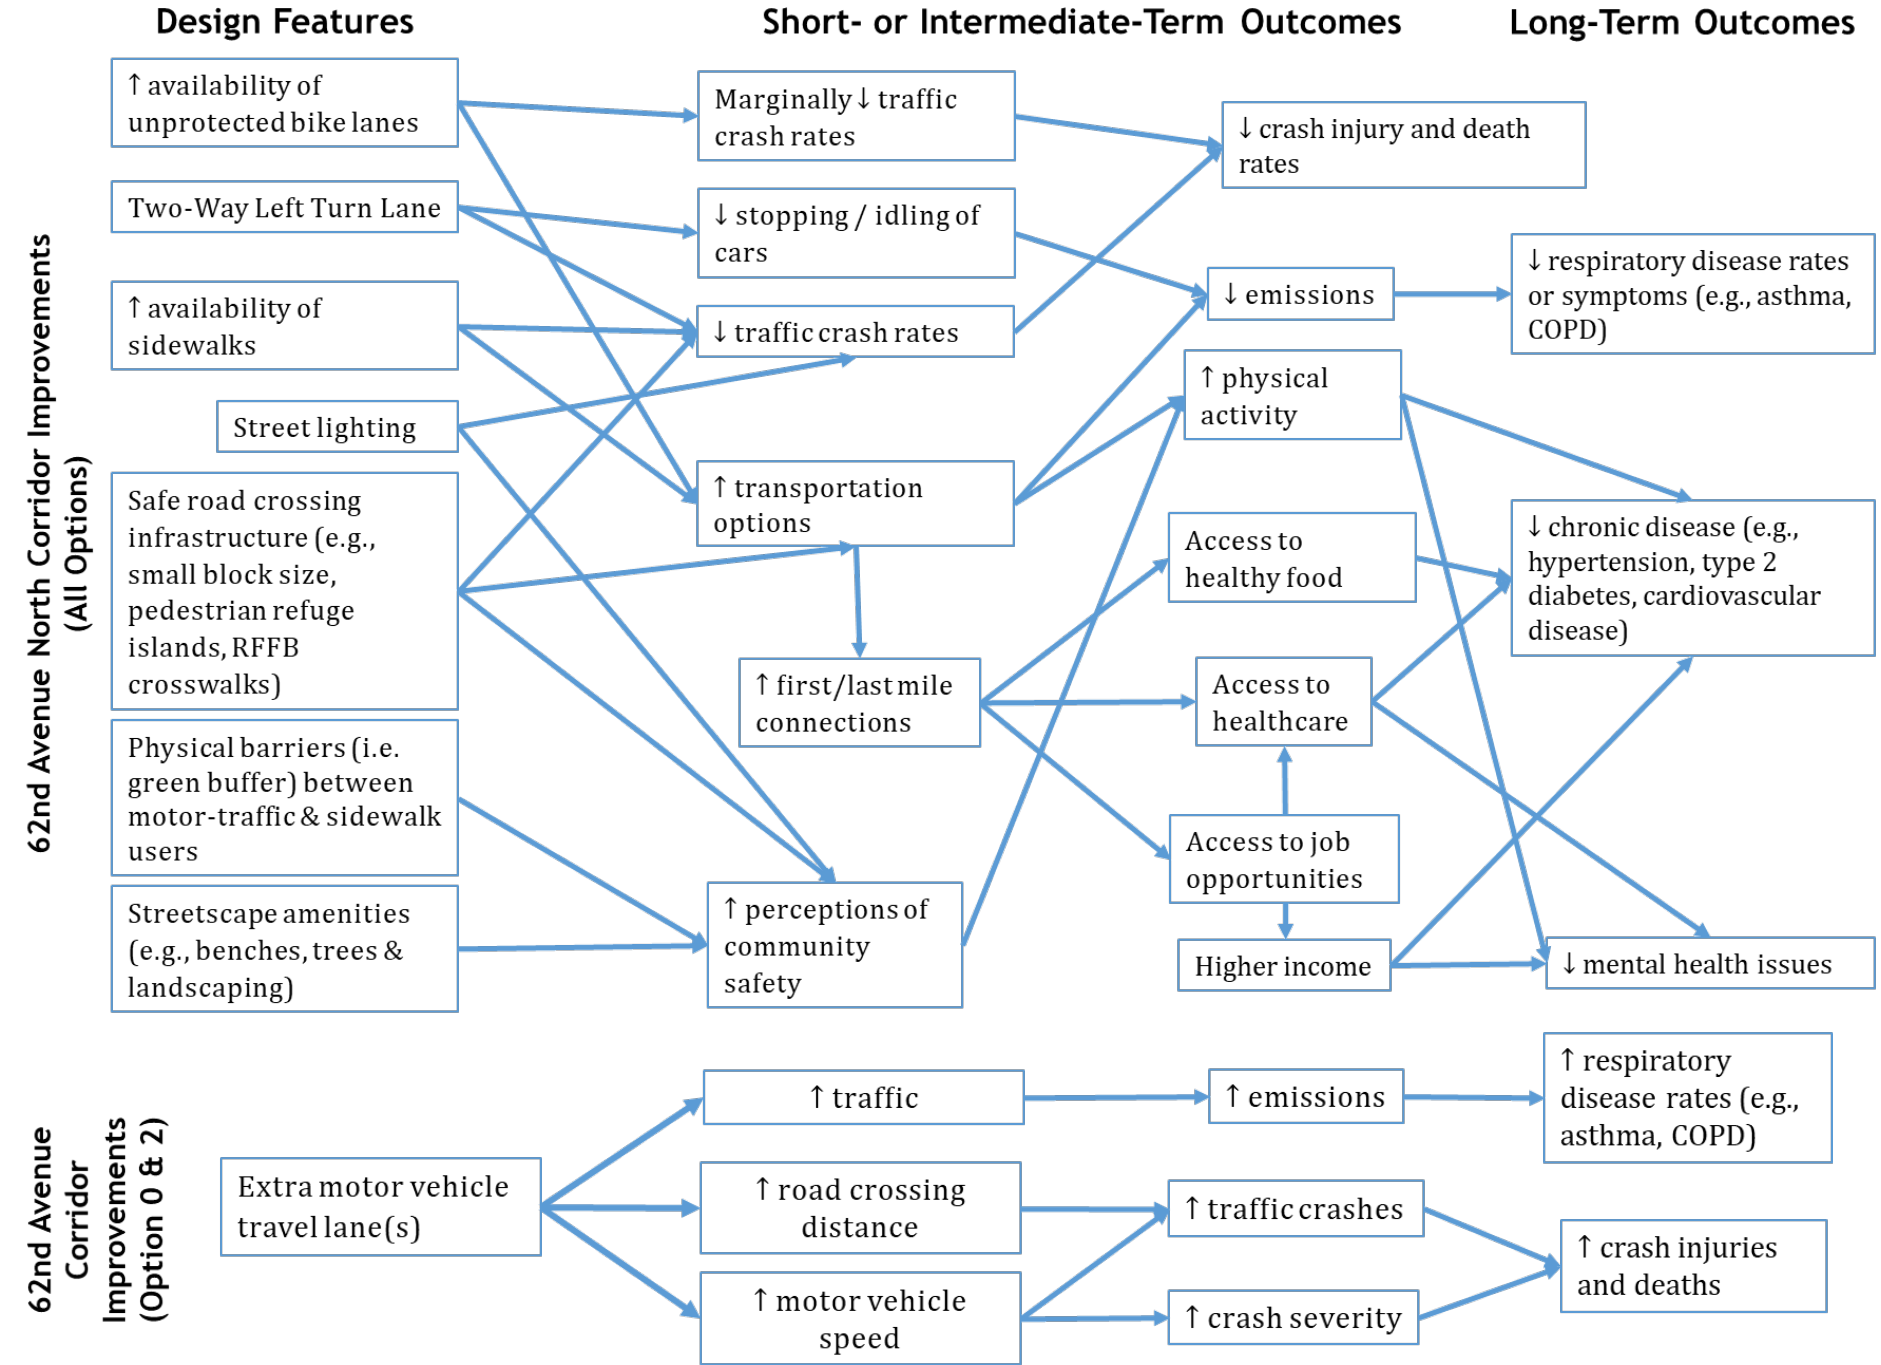 Design Features
Short- or Intermediate-Term Outcomes
Long-Term Outcomes
62nd Avenue North Corridor Improvements
(All Options)
↑ availability of
unprotected bike lanes
Two-Way Left Turn Lane
↑ availability of
sidewalks
Street lighting
Safe road crossing
infrastructure (e.g.,
small block size,
pedestrian refuge
islands, RFFB
crosswalks)
Physical barriers (i.e.
green buffer) between
motor-traffic & sidewalk
users
Streetscape amenities
(e.g., benches, trees &
landscaping)
Marginally ↓ traffic
crash rates
↓ stopping / idling of
cars
↓ traffic crash rates
↑ transportation
options
↑ first/last mile
connections
↑ perceptions of
community
safety
↓ crash injury and death
rates
↓ emissions
↑ physical
activity
Access to
healthy food
Access to
healthcare
Access to job
opportunities
Higher income
↓ respiratory disease rates
or symptoms (e.g., asthma,
COPD)
↓ chronic disease (e.g.,
hypertension, type 2
diabetes, cardiovascular
disease)
↓ mental health issues
62nd Avenue
Corridor
Improvements
(Option 0 & 2)
Extra motor vehicle
travel lane(s)
↑ traffic
↑ road crossing
distance
↑ motor vehicle
speed
↑ emissions
↑ traffic crashes
↑ crash severity
↑ respiratory
disease rates (e.g.,
asthma, COPD)
↑ crash injuries
and deaths